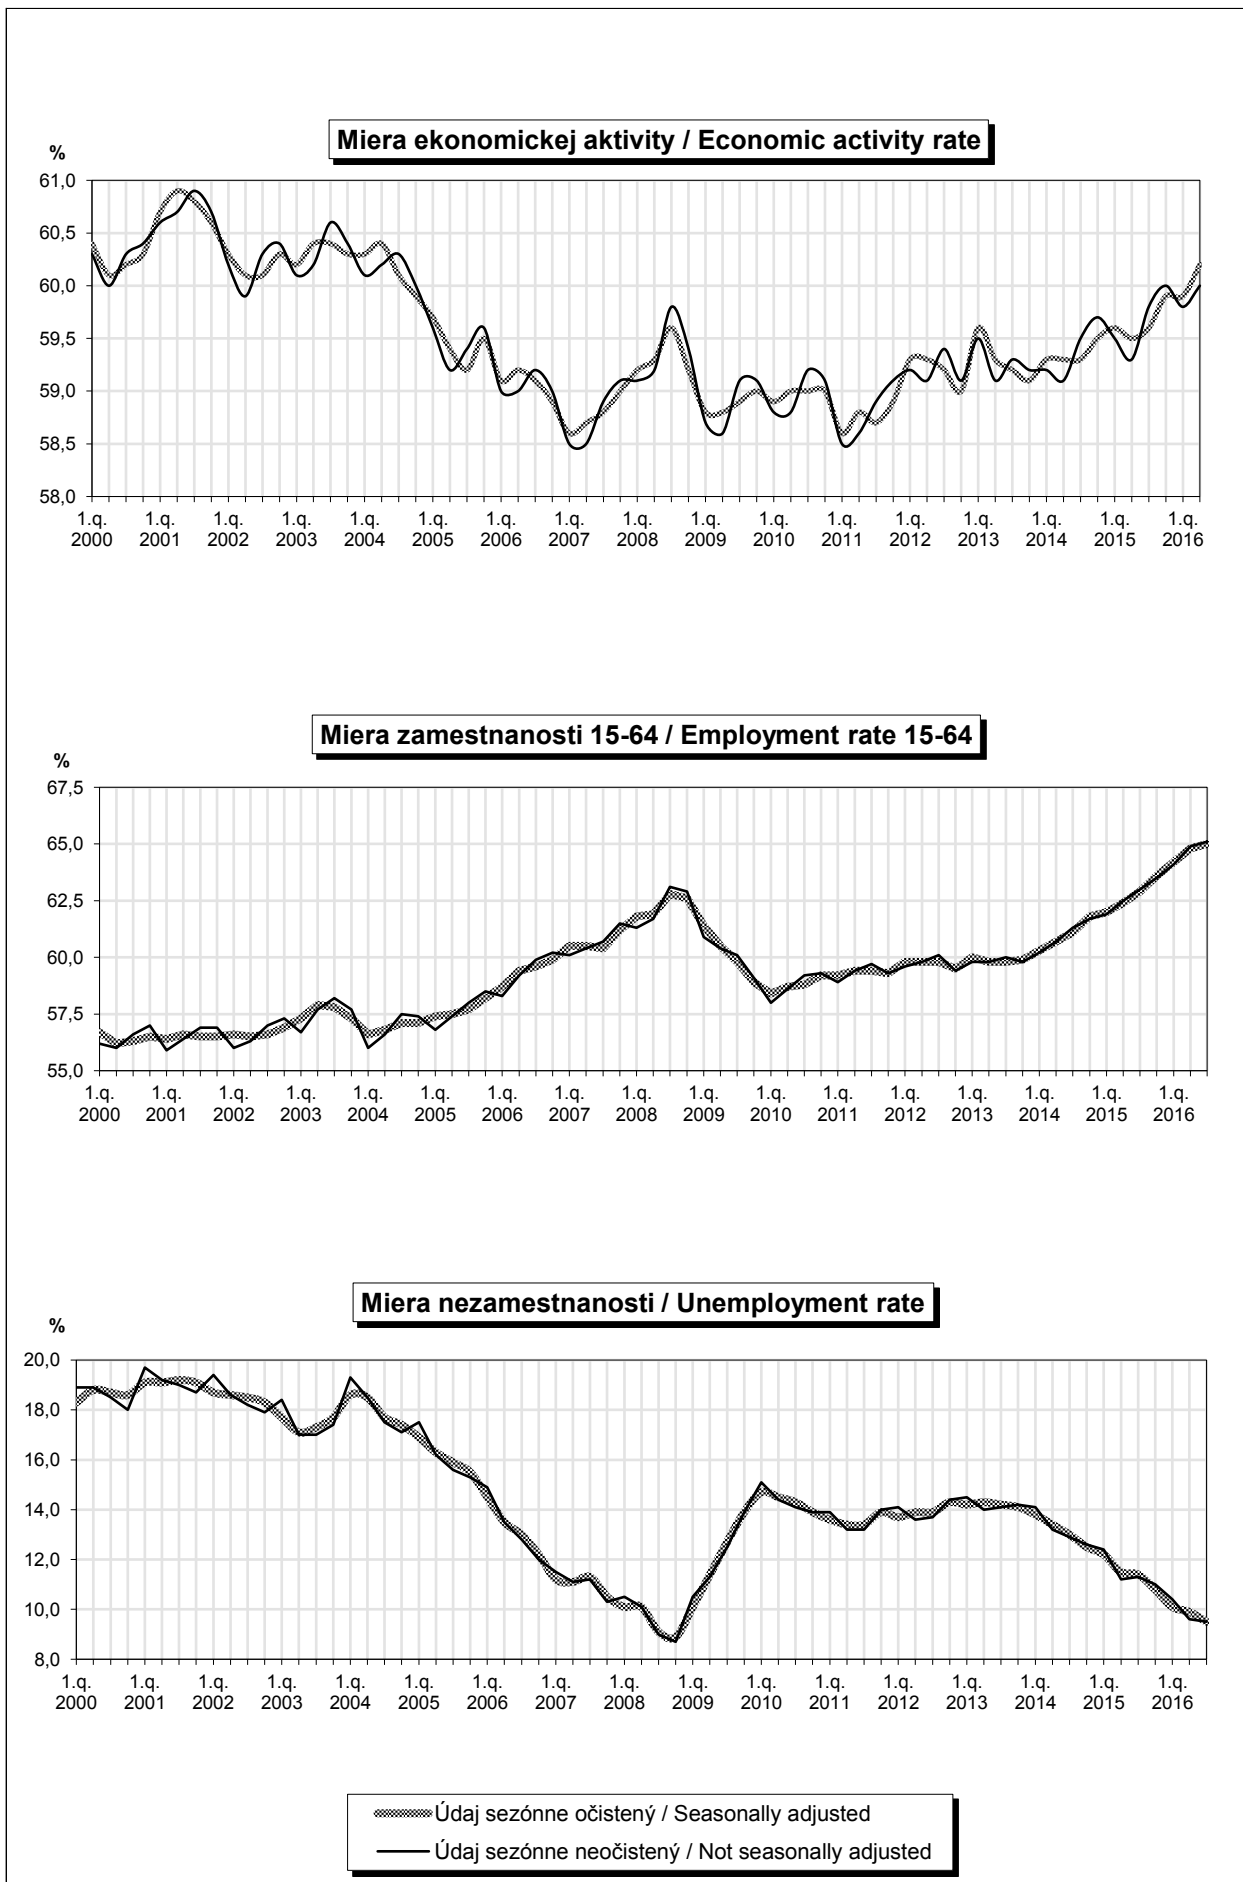 Miera ekonomickej aktivity / Economic activity rate
%
61,0
60,5
60,0
59,5
59,0
58,5
58,0
1.q. 1.q. 1.q. 1.q. 1.q. 1.q. 1.q. 1.q. 1.q. 1.q. 1.q. 1.q. 1.q. 1.q. 1.q. 1.q. 1.q.
2000 2001 2002 2003 2004 2005 2006 2007 2008 2009 2010 2011 2012 2013 2014 2015 2016
Miera zamestnanosti 15-64 / Employment rate 15-64
%
67,5
65,0
62,5
60,0
57,5
55,0
1.q. 1.q. 1.q. 1.q. 1.q. 1.q. 1.q. 1.q. 1.q. 1.q. 1.q. 1.q. 1.q. 1.q. 1.q. 1.q. 1.q.
2000 2001 2002 2003 2004 2005 2006 2007 2008 2009 2010 2011 2012 2013 2014 2015 2016
Miera nezamestnanosti / Unemployment rate
%
20,0
18,0
16,0
14,0
12,0
10,0
8,0
1.q. 1.q. 1.q. 1.q. 1.q. 1.q. 1.q. 1.q. 1.q. 1.q. 1.q. 1.q. 1.q. 1.q. 1.q. 1.q. 1.q.
2000 2001 2002 2003 2004 2005 2006 2007 2008 2009 2010 2011 2012 2013 2014 2015 2016
Údaj sezónne očistený / Seasonally adjusted
Údaj sezónne neočistený / Not seasonally adjusted